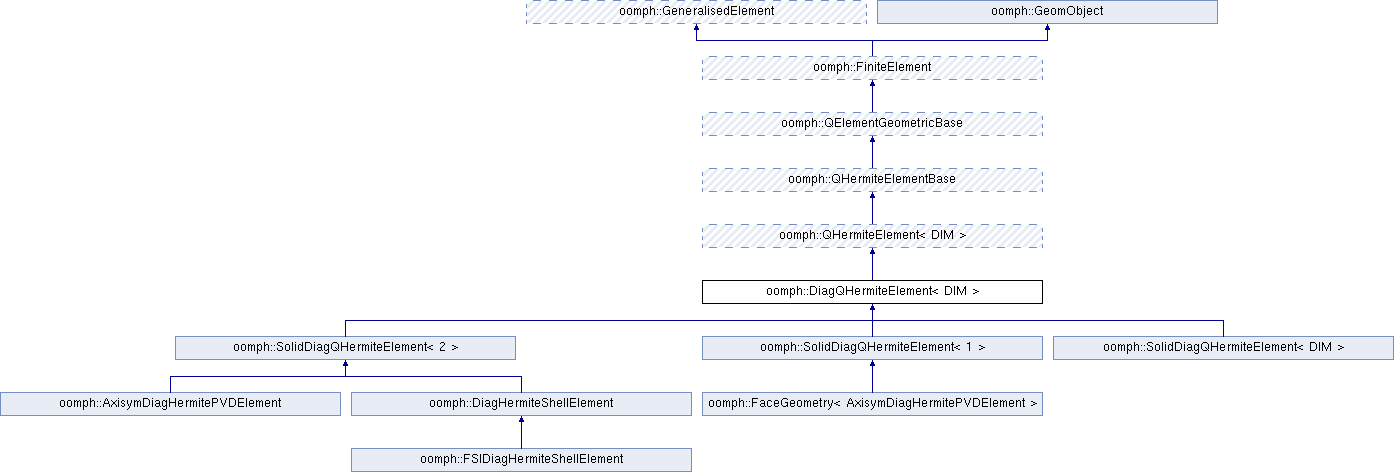 oomph::GeneralisedElement
oomph::GeomObject
oomph::FiniteElement
oomph::QElementGeometricBase
oomph::QHermiteElementBase
oomph::QHermiteElement< DIM >
oomph::DiagQHermiteElement< DIM >
oomph::SolidDiagQHermiteElement< 2 >
oomph::SolidDiagQHermiteElement< 1 >
oomph::SolidDiagQHermiteElement< DIM >
oomph::AxisymDiagHermitePVDElement
oomph::DiagHermiteShellElement
oomph::FaceGeometry< AxisymDiagHermitePVDElement >
oomph::FSIDiagHermiteShellElement